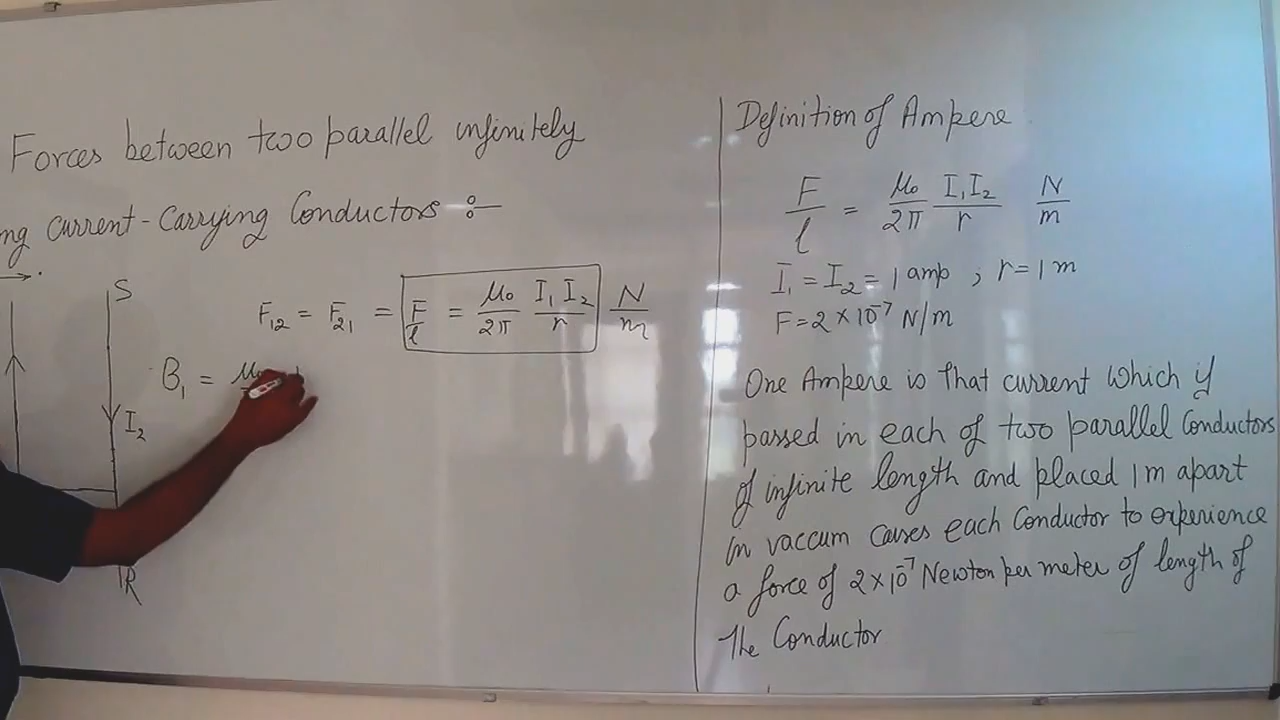 Forces between two parallel infinitely
ng current-Carrying Conductors :-
S
I₂
R
F₁₂ = F₂₁ = F/l = μ₀/2π I₁ I₂/r N/m
B₁ = μ₀
Definition of Ampere
F/l = μ₀/2π I₁I₂/r N/m
I₁ = I₂ = 1 amp ; r = 1 m
F = 2 × 10⁻⁷ N/m
One Ampere is that current which if
passed in each of two parallel Conductors
of infinite length and placed 1 m apart
in vaccum causes each Conductor to experience
a force of 2 × 10⁻⁷ Newton per meter of length of
the Conductor